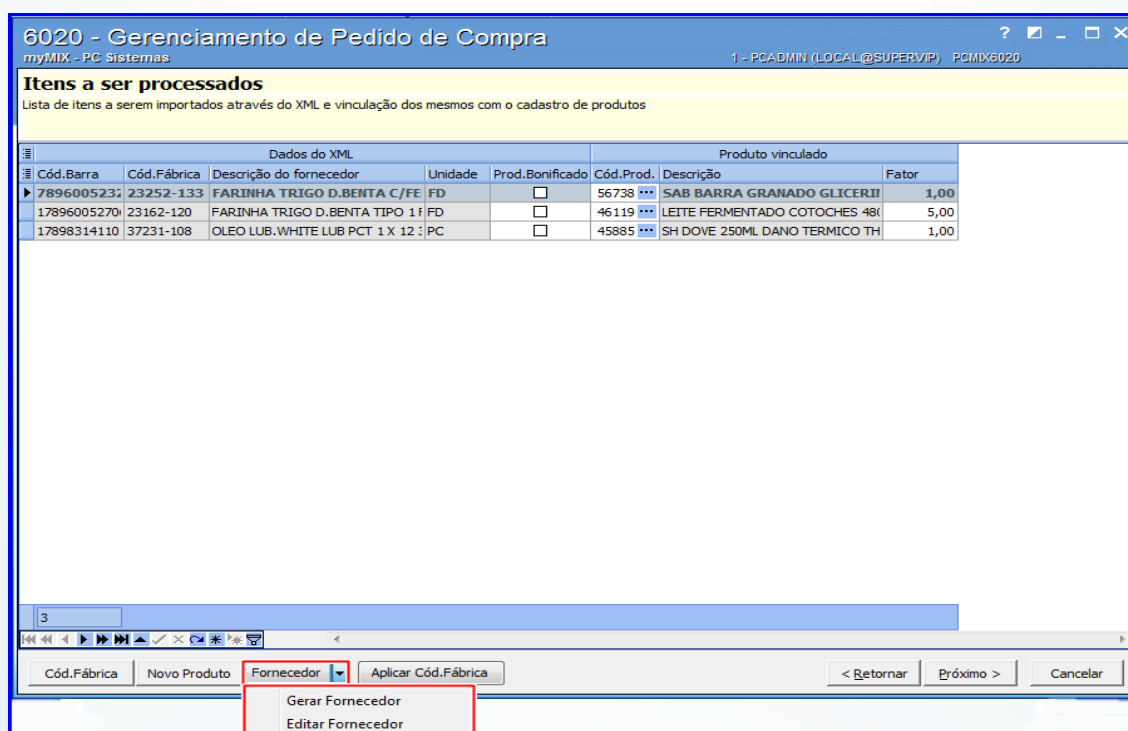 6020 - Gerenciamento de Pedido de Compra
myMIX - PC Sistemas 1 - PCADMIN (LOCAL@SUPERVIP) PCMIX6020
Itens a ser processados
Lista de itens a serem importados através do XML e vinculação dos mesmos com o cadastro de produtos
Dados do XML Produto vinculado
Cód.Barra Cód.Fábrica Descrição do fornecedor Unidade Prod.Bonificado Cód.Prod. Descrição Fator
789600523 23252-133 FARINHA TRIGO D.BENTA C/FE FD 56738 ... SAB BARRA GRANADO GLICERI 1,00
17896005270 23162-120 FARINHA TRIGO D.BENTA TIPO 1 FD 46119 ... LEITE FERMENTADO COTOCHES 48 5,00
17898314110 37231-108 OLEO LUB.WHITE LUB PCT 1 X 12 PC 45885 ... SH DOVE 250ML DANO TERMICO TH 1,00
3
Cód.Fábrica Novo Produto Fornecedor Aplicar Cód.Fábrica < Retornar Próximo > Cancelar
Gerar Fornecedor
Editar Fornecedor